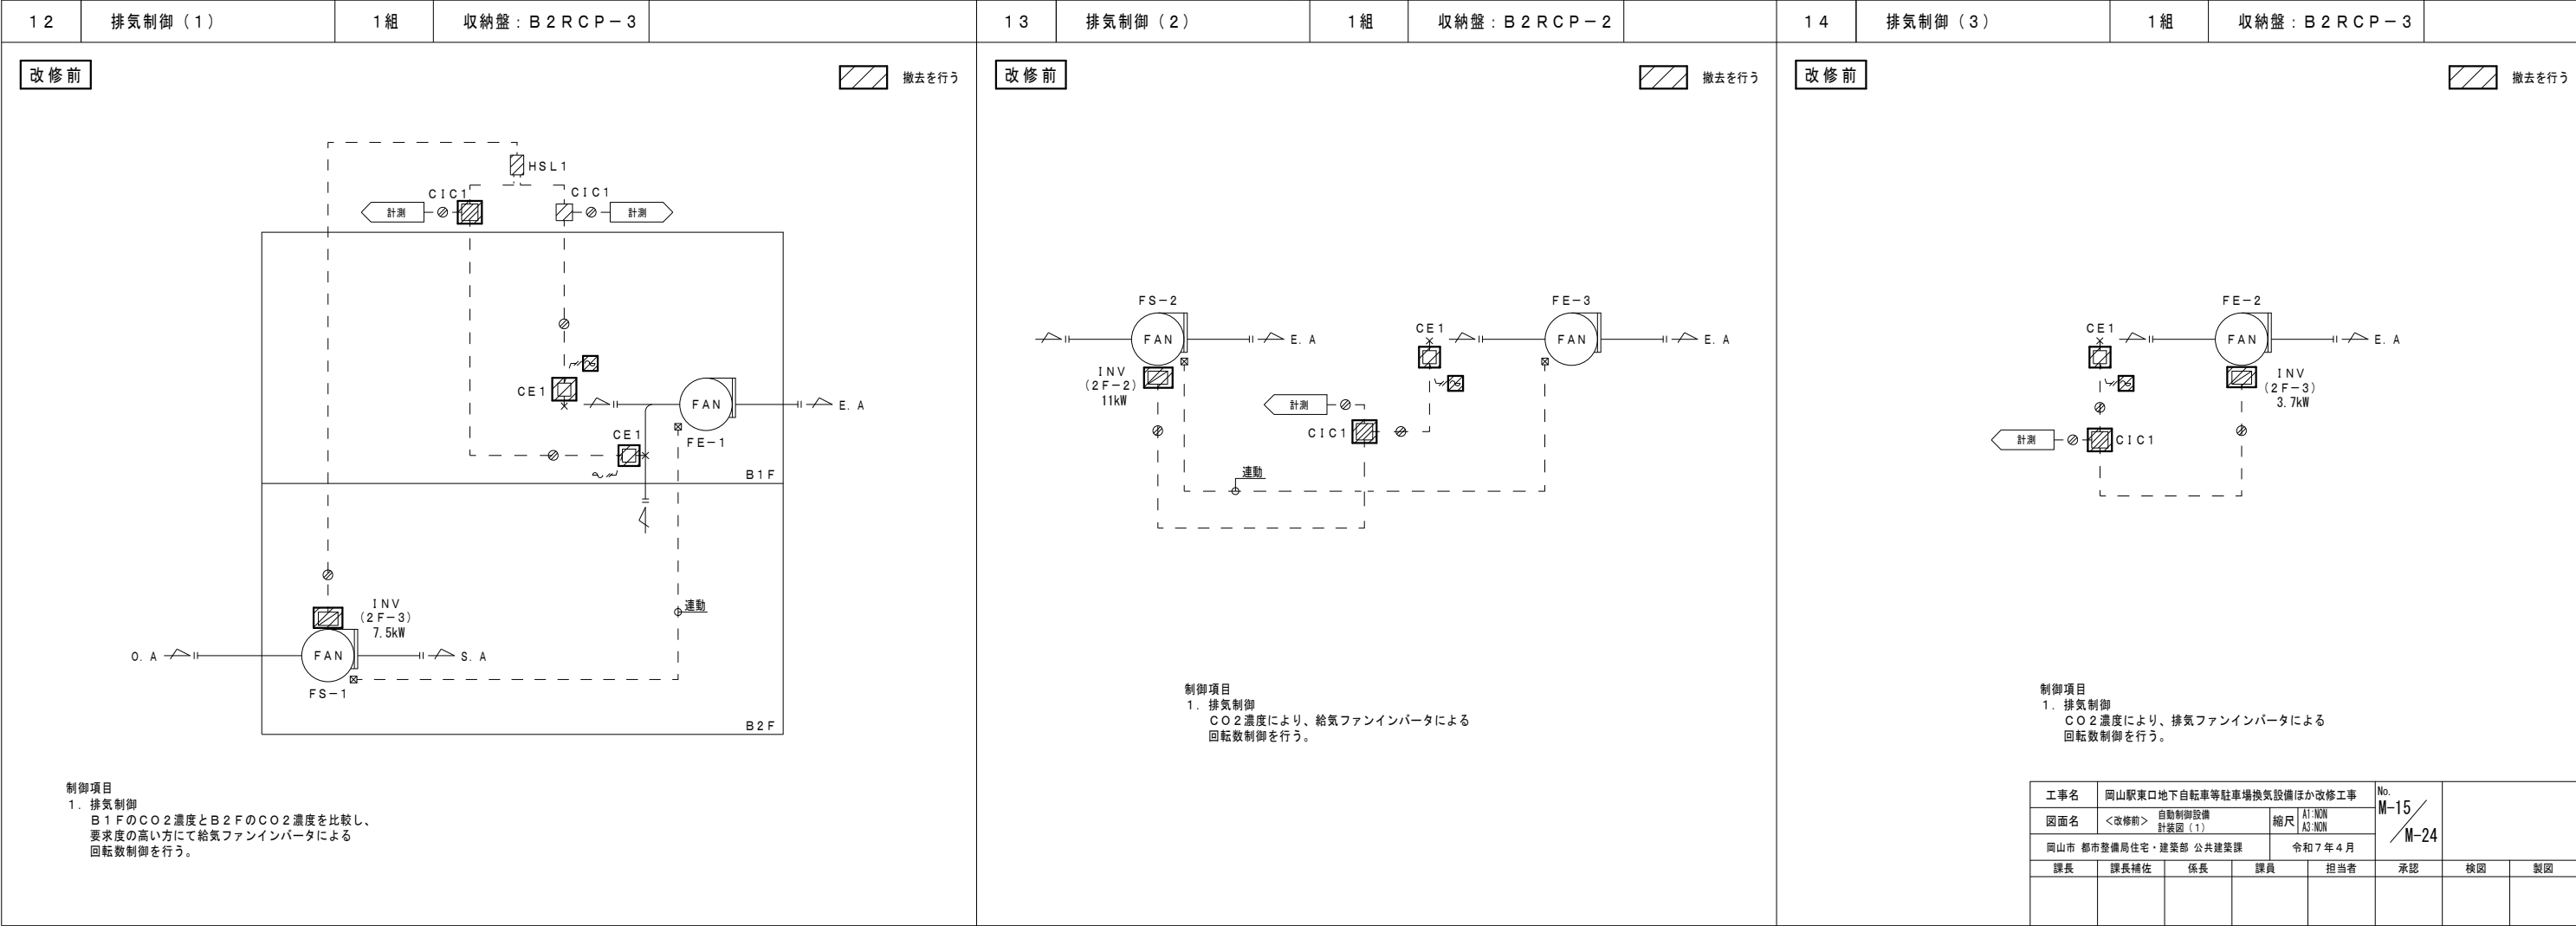 12 排気制御(1) 1組 収納盤:B2RCP-3
改修前
撤去を行う
HSL1
CIC1
CIC1
計測
計測
CE1
FAN
E.A
FE-1
CE1
B1F
連動
INV
(2F-3)
7.5kW
O.A
FAN
S.A
FS-1
B2F
制御項目
1. 排気制御
B1FのCO2濃度とB2FのCO2濃度を比較し、
要求度の高い方にて給気ファンインバータによる
回転数制御を行う。
13 排気制御(2) 1組 収納盤:B2RCP-2
改修前
撤去を行う
FS-2
FE-3
CE1
FAN
E.A
FAN
E.A
INV
(2F-2)
11kW
計測
CIC1
連動
制御項目
1. 排気制御
CO2濃度により、給気ファンインバータによる
回転数制御を行う。
14 排気制御(3) 1組 収納盤:B2RCP-3
改修前
撤去を行う
FE-2
CE1
FAN
E.A
INV
(2F-3)
3.7kW
計測
CIC1
制御項目
1. 排気制御
CO2濃度により、排気ファンインバータによる
回転数制御を行う。
工事名 岡山駅東口地下自転車等駐車場換気設備ほか改修工事
No.
M-15/M-24
図面名 <改修前> 自動制御設備
計装図(1)
縮尺 A1:NON
A3:NON
岡山市 都市整備局住宅・建築部 公共建築課 令和7年4月
課長 課長補佐 係長 課員 担当者 承認 検図 製図